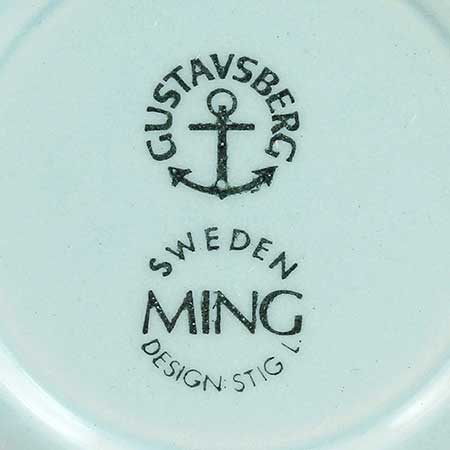 GUSTAVSBERG
SWEDEN
MING
DESIGN: STIG L.